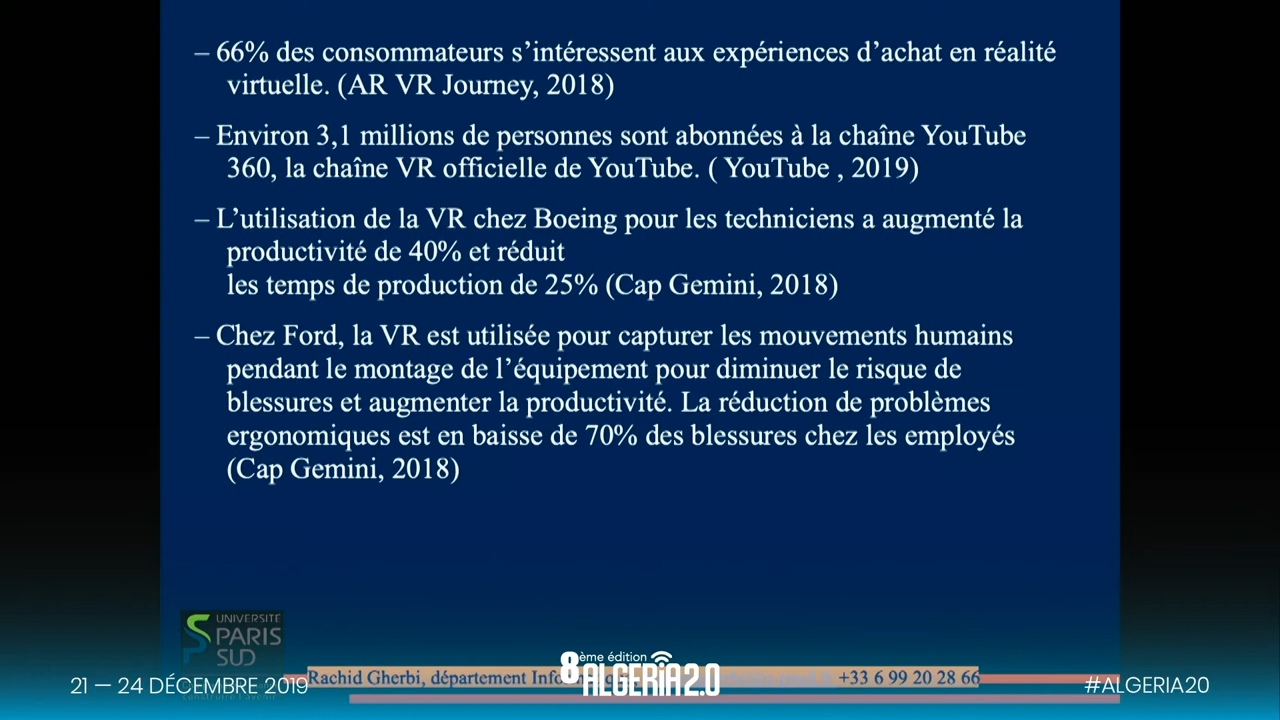 – 66% des consommateurs s’intéressent aux expériences d’achat en réalité
virtuelle. (AR VR Journey, 2018)
– Environ 3,1 millions de personnes sont abonnées à la chaîne YouTube
360, la chaîne VR officielle de YouTube. ( YouTube , 2019)
– L’utilisation de la VR chez Boeing pour les techniciens a augmenté la
productivité de 40% et réduit
les temps de production de 25% (Cap Gemini, 2018)
– Chez Ford, la VR est utilisée pour capturer les mouvements humains
pendant le montage de l’équipement pour diminuer le risque de
blessures et augmenter la productivité. La réduction de problèmes
ergonomiques est en baisse de 70% des blessures chez les employés
(Cap Gemini, 2018)
UNIVERSITÉ
PARIS
SUD
Rachid Gherbi, département +33 6 99 20 28 66
21 — 24 DÉCEMBRE 2019
8ème édition
ALGERIA2.0
#ALGERIA20